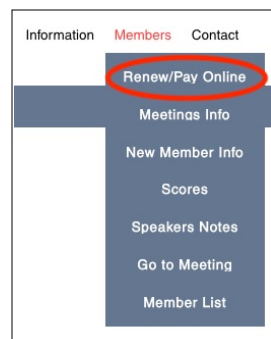 Information Members Contact
Renew/Pay Online
Meetings Info
New Member Info
Scores
Speakers Notes
Go to Meeting
Member List